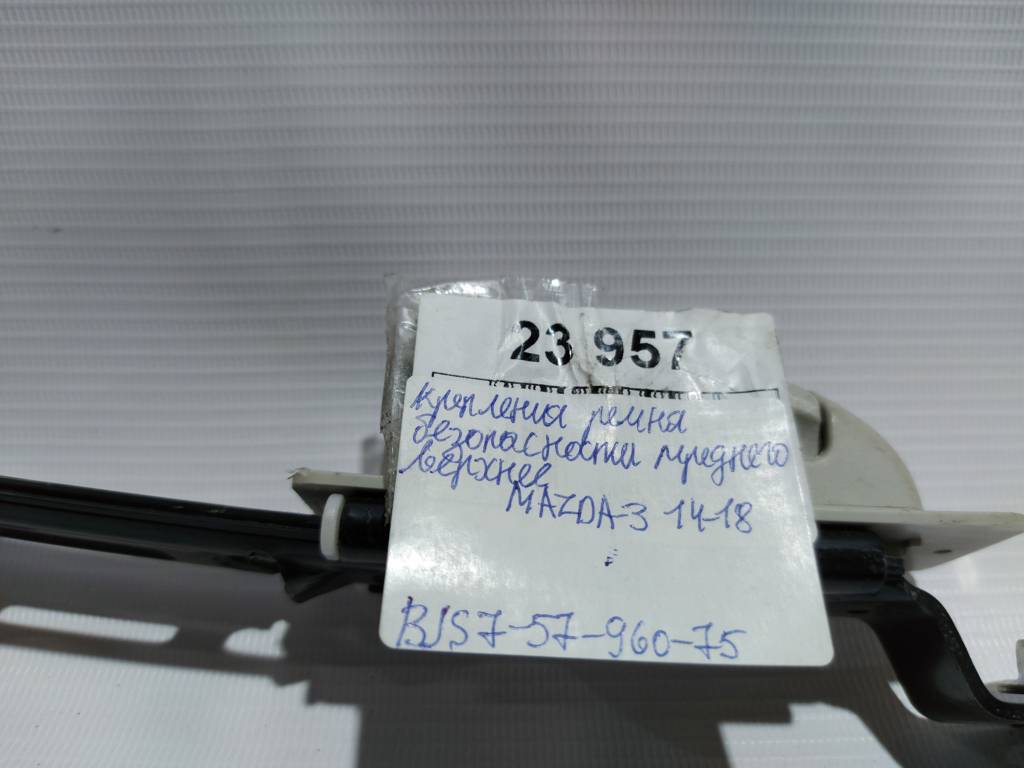 23 957
крепления ремня
безопасности переднего
верхнее
MAZDA-3 14-18
BJS7-57-960-75